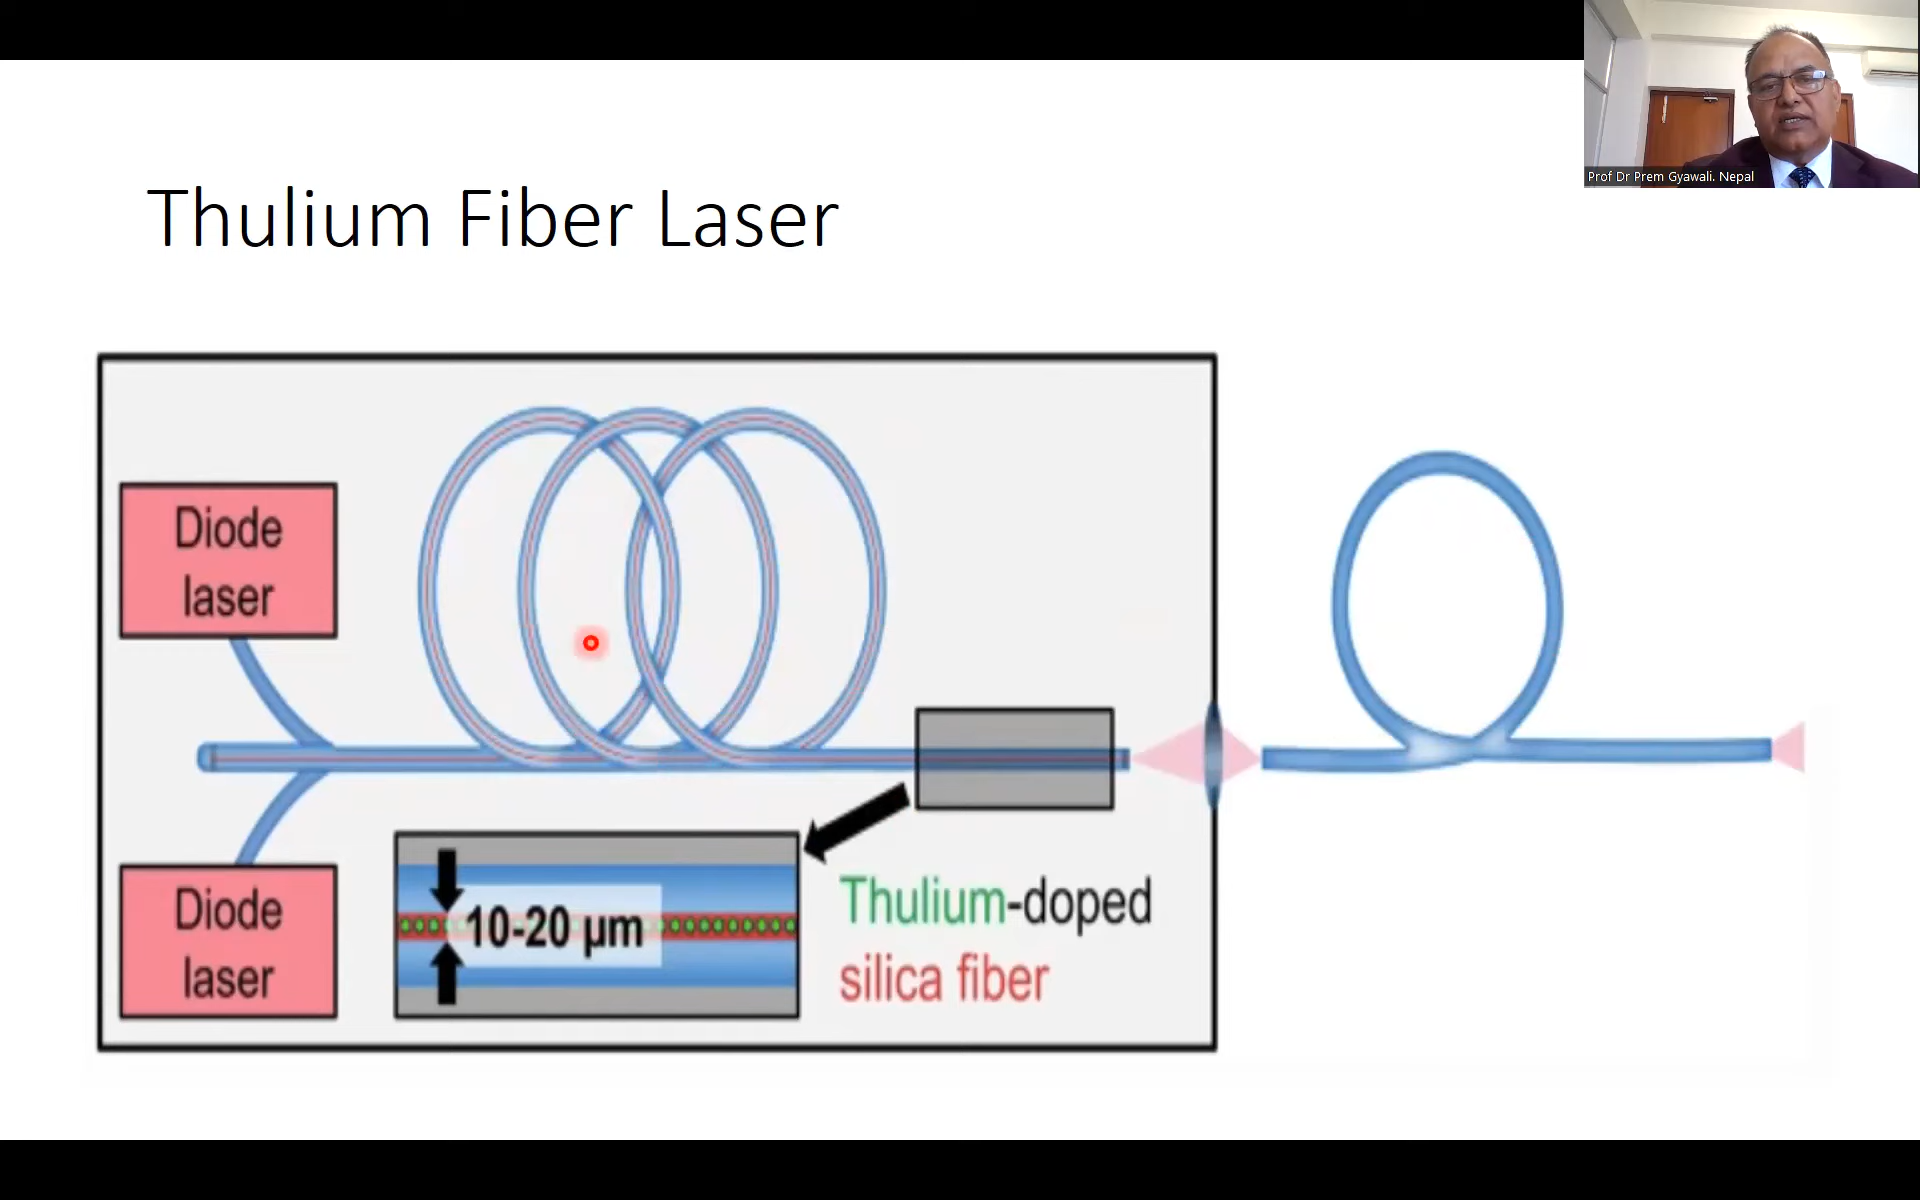 Prof Dr Prem Gyawali. Nepal
Thulium Fiber Laser
Diode
laser
Diode
laser
10-20 µm
Thulium-doped
silica fiber